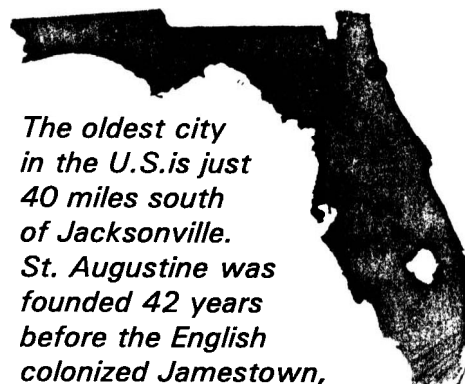 The oldest city
in the U.S.is just
40 miles south
of Jacksonville.
St. Augustine was
founded 42 years
before the English
colonized Jamestown,